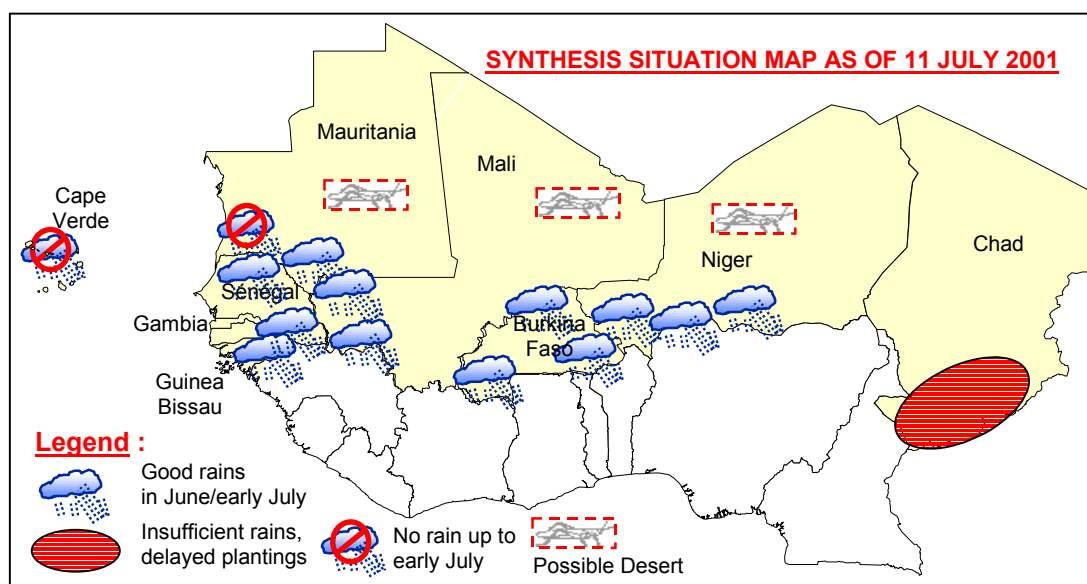 SYNTHESIS SITUATION MAP AS OF 11 JULY 2001
Mauritania
Mali
Cape
Verde
Chad
Niger
Sénégal
Gambia
Burkina
Faso
Guinea
Bissau
Legend :
Good rains
in June/early July
Insufficient rains,
delayed plantings
No rain up to
early July
Possible Desert